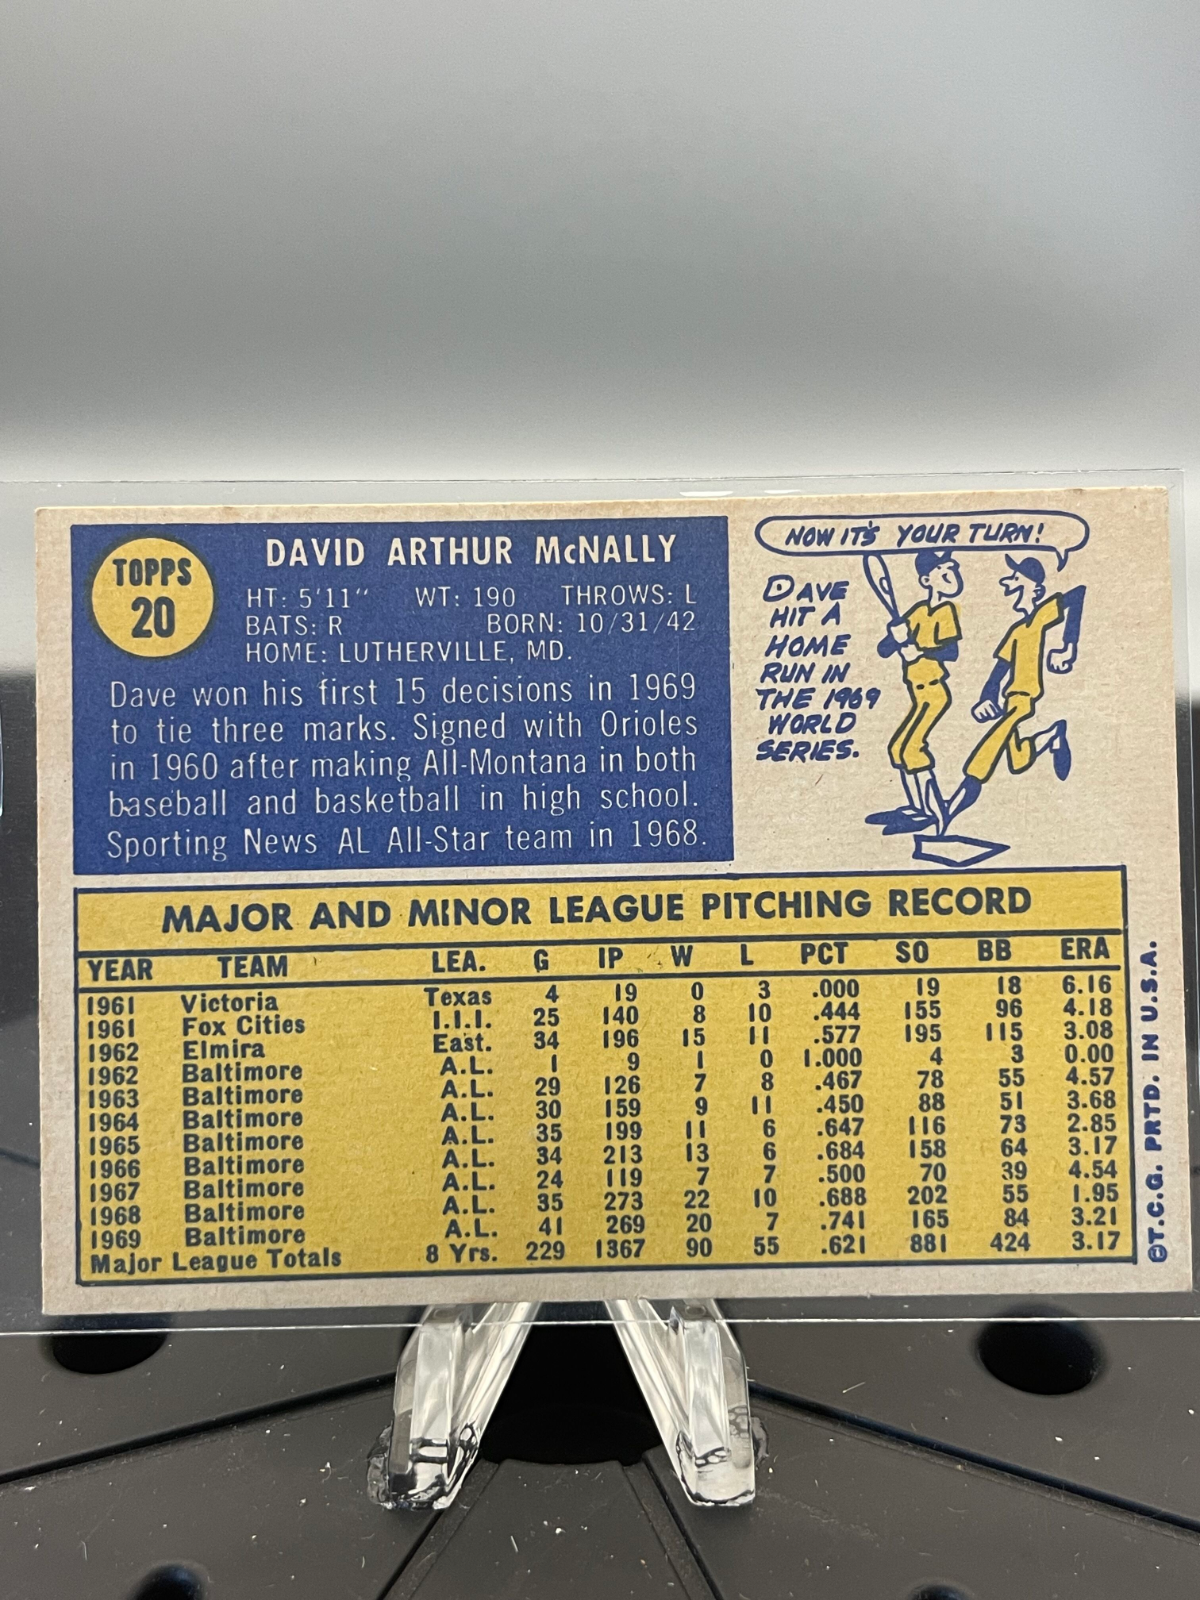 TOPPS
20
DAVID ARTHUR McNALLY
HT: 5'11" WT: 190 THROWS: L
BATS: R BORN: 10/31/42
HOME: LUTHERVILLE, MD.
Dave won his first 15 decisions in 1969
to tie three marks. Signed with Orioles
in 1960 after making All-Montana in both
baseball and basketball in high school.
Sporting News AL All-Star team in 1968.
NOW IT'S YOUR TURN!
DAVE
HIT A
HOME
RUN IN
THE 1969
WORLD
SERIES.
MAJOR AND MINOR LEAGUE PITCHING RECORD
YEAR TEAM LEA. G IP W L PCT SO BB ERA
1961 Victoria Texas 4 19 0 3 .000 19 18 6.16
1961 Fox Cities I.I.I. 25 140 8 10 .444 155 96 4.18
1962 Elmira East. 34 196 15 11 .577 195 115 3.08
1962 Baltimore A.L. 1 9 1 0 1.000 4 3 0.00
1963 Baltimore A.L. 29 126 7 8 .467 78 55 4.57
1964 Baltimore A.L. 30 159 9 11 .450 88 51 3.68
1965 Baltimore A.L. 35 199 11 6 .647 116 73 2.85
1966 Baltimore A.L. 34 213 13 6 .684 158 64 3.17
1967 Baltimore A.L. 24 119 7 7 .500 70 39 4.54
1968 Baltimore A.L. 35 273 22 10 .688 202 55 1.95
1969 Baltimore A.L. 41 269 20 7 .741 165 84 3.21
Major League Totals 8 Yrs. 229 1367 90 55 .621 881 424 3.17
©T.C.G. PRTD. IN U.S.A.